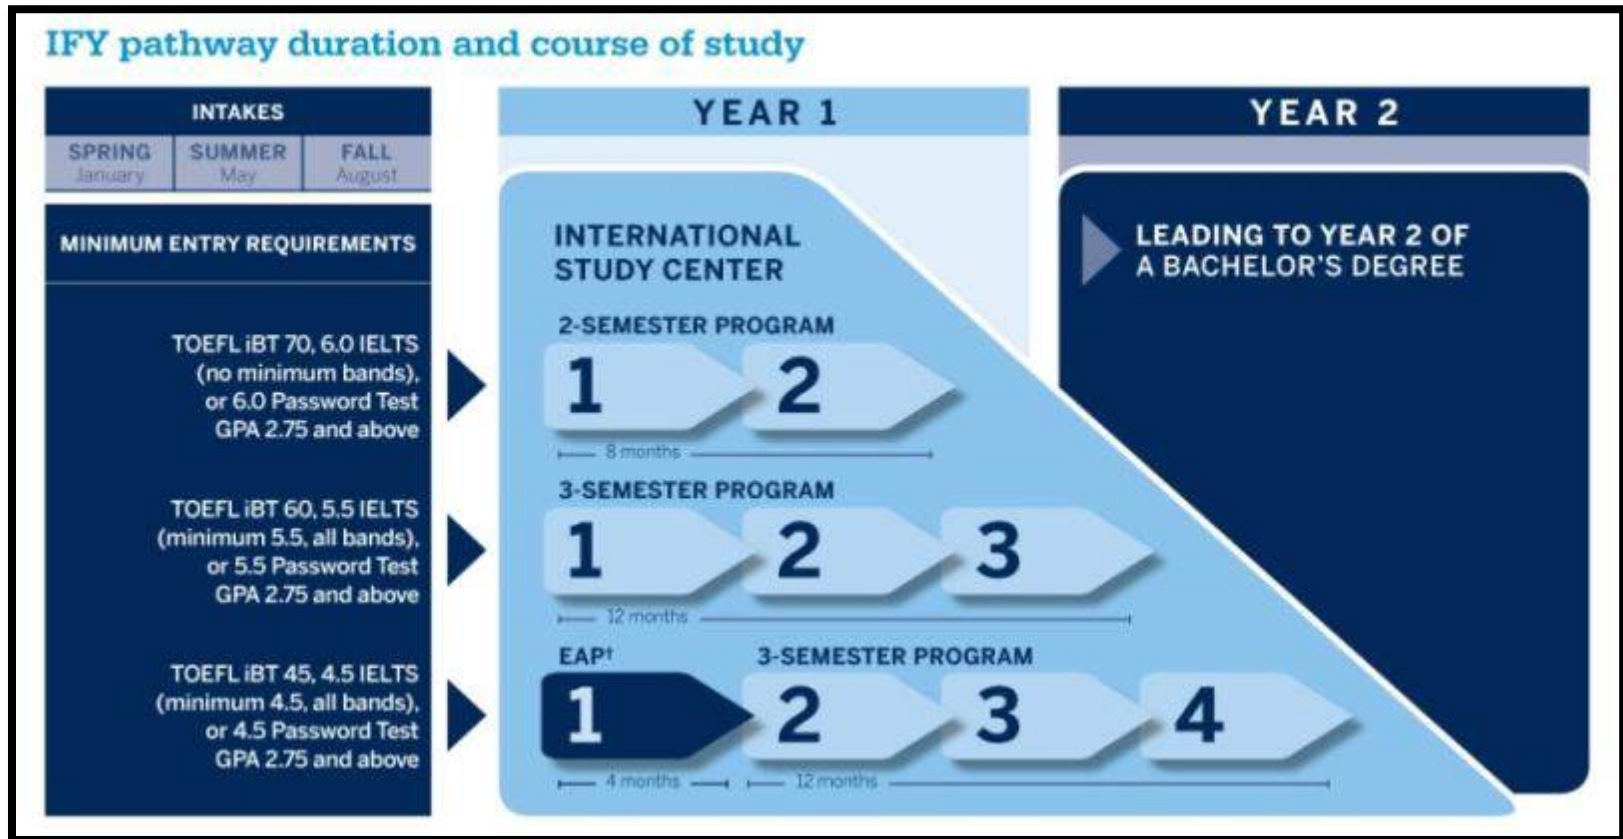 IFY pathway duration and course of study
INTAKES
SPRING
January
SUMMER
May
FALL
August
MINIMUM ENTRY REQUIREMENTS
TOEFL iBT 70, 6.0 IELTS
(no minimum bands),
or 6.0 Password Test
GPA 2.75 and above
TOEFL iBT 60, 5.5 IELTS
(minimum 5.5, all bands),
or 5.5 Password Test
GPA 2.75 and above
TOEFL iBT 45, 4.5 IELTS
(minimum 4.5, all bands),
or 4.5 Password Test
GPA 2.75 and above
YEAR 1
INTERNATIONAL
STUDY CENTER
2-SEMESTER PROGRAM
1 2
8 months
3-SEMESTER PROGRAM
1 2 3
12 months
EAP† 3-SEMESTER PROGRAM
1 2 3 4
4 months 12 months
YEAR 2
LEADING TO YEAR 2 OF
A BACHELOR'S DEGREE